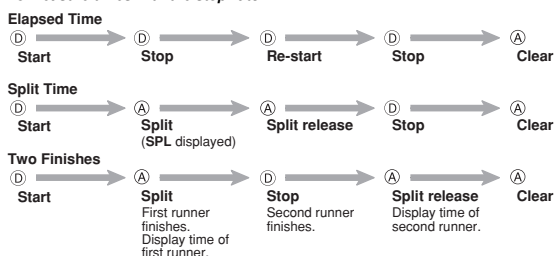 Elapsed Time
D D D D A
Start Stop Re-start Stop Clear
Split Time
D A A D A
Start Split Split release Stop Clear
(SPL displayed)
Two Finishes
D A D A A
Start Split Stop Split release Clear
First runner Second runner Display time of
finishes. finishes. second runner.
Display time of
first runner.